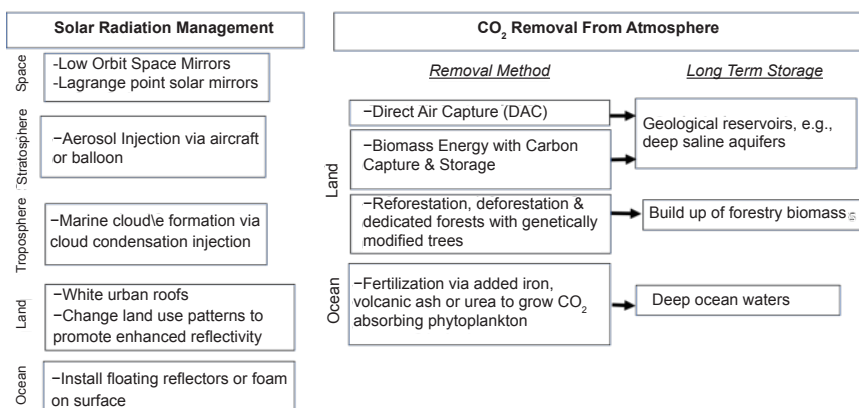 Solar Radiation Management
Space
-Low Orbit Space Mirrors
-Lagrange point solar mirrors
Stratosphere
−Aerosol Injection via aircraft
or balloon
Troposphere
−Marine cloud\e formation via
cloud condensation injection
Land
−White urban roofs
−Change land use patterns to
promote enhanced reflectivity
Ocean
−Install floating reflectors or foam
on surface
CO2 Removal From Atmosphere
Removal Method
Long Term Storage
Land
−Direct Air Capture (DAC)
−Biomass Energy with Carbon
Capture & Storage
Geological reservoirs, e.g.,
deep saline aquifers
−Reforestation, deforestation &
dedicated forests with genetically
modified trees
Build up of forestry biomass
Ocean
−Fertilization via added iron,
volcanic ash or urea to grow CO2
absorbing phytoplankton
Deep ocean waters